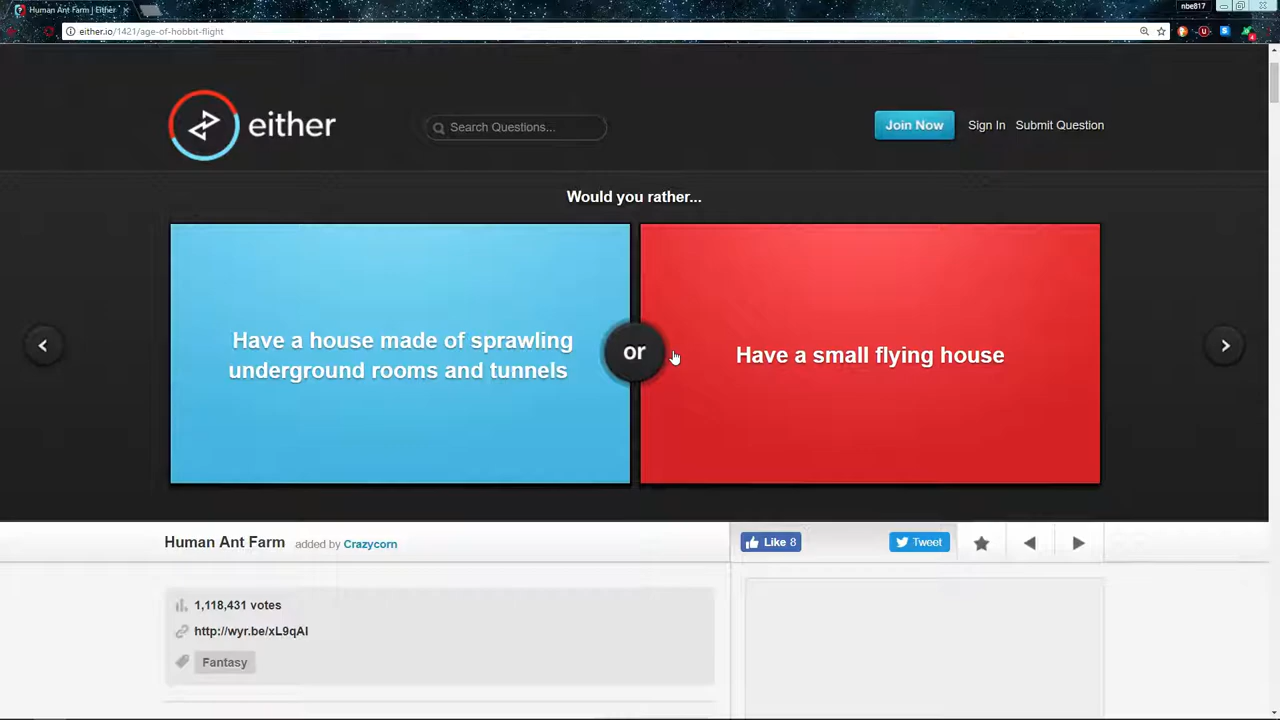 Human Ant Farm | Either
nbe817
either.io/1421/age-of-hobbit-flight
either
Search Questions...
Join Now
Sign In
Submit Question
Would you rather...
Have a house made of sprawling
underground rooms and tunnels
or
Have a small flying house
Human Ant Farm added by Crazycorn
Like 8
Tweet
1,118,431 votes
http://wyr.be/xL9qAI
Fantasy